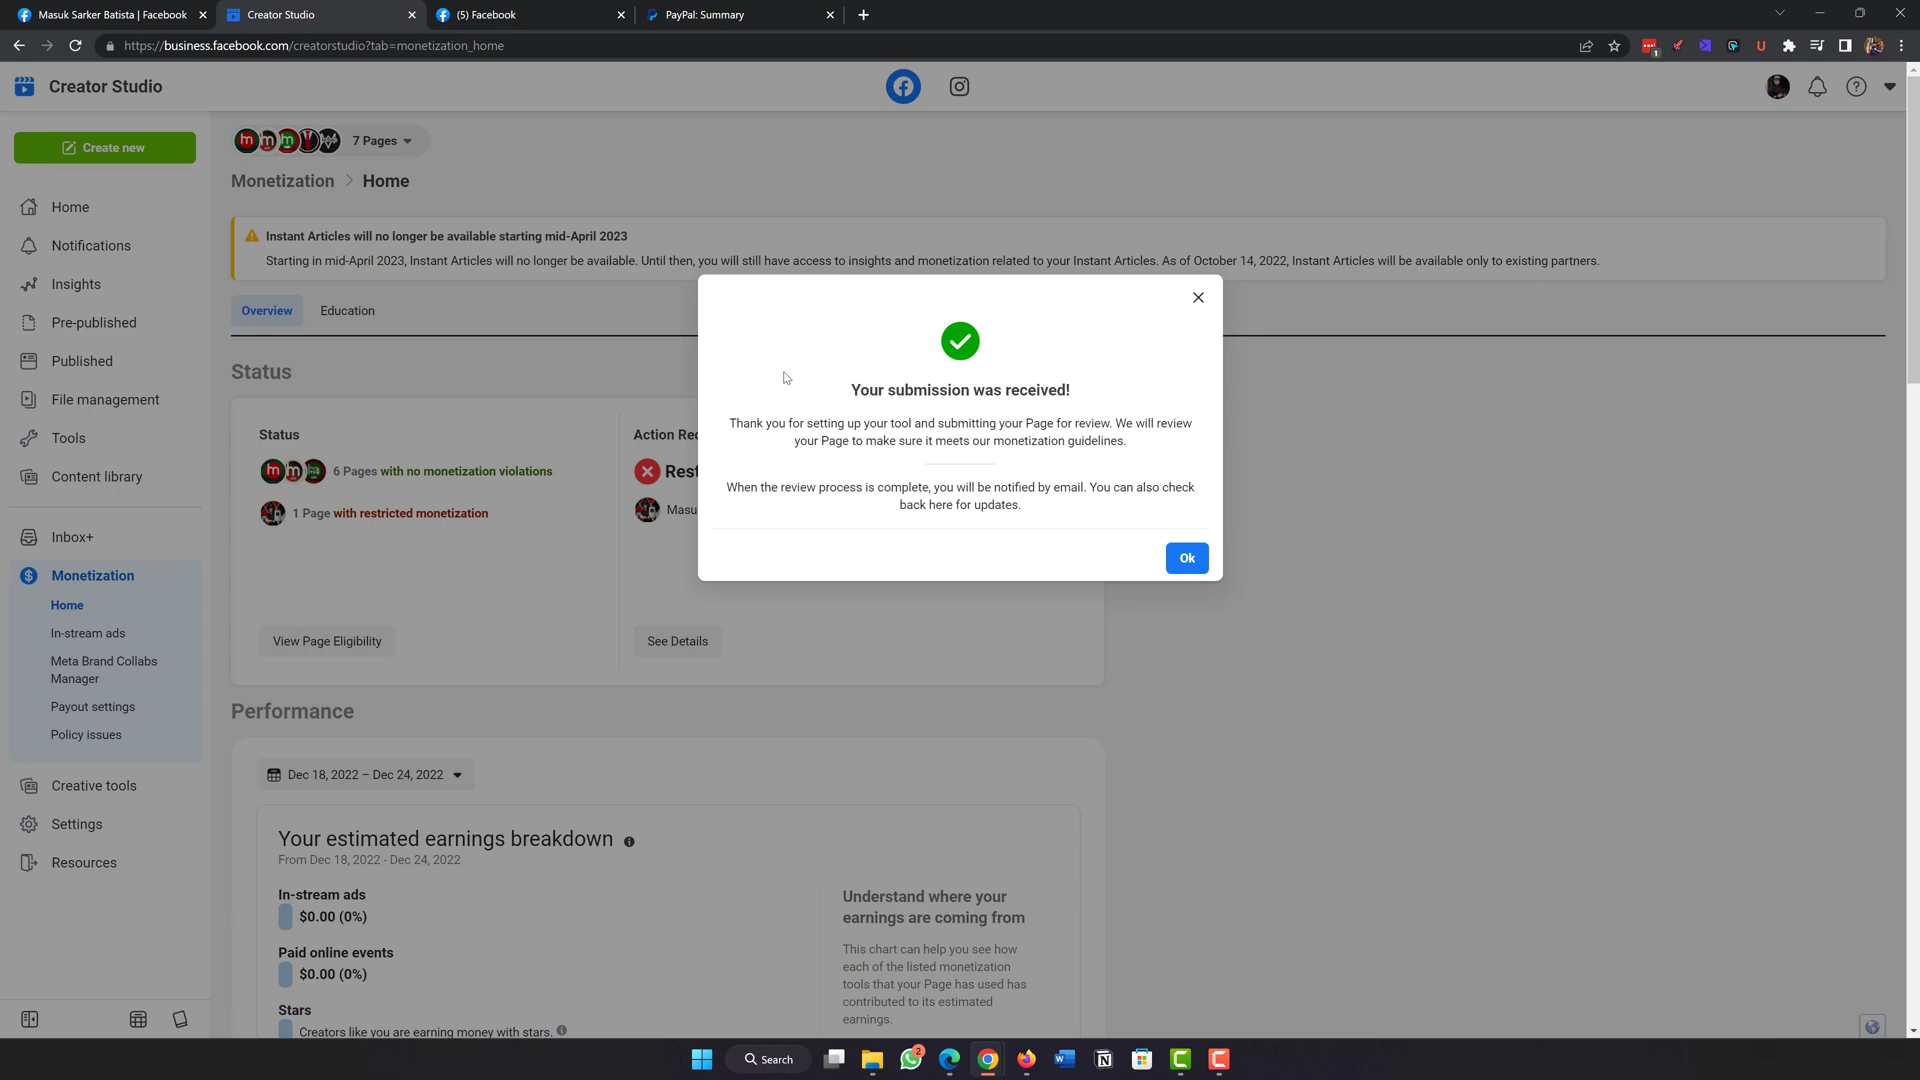 Masuk Sarker Batista | Facebook
Creator Studio
(5) Facebook
PayPal: Summary
https://business.facebook.com/creatorstudio?tab=monetization_home
Creator Studio
Create new
7 Pages
Monetization > Home
Home
Notifications
Insights
Pre-published
Published
File management
Tools
Content library
Inbox+
Monetization
Home
In-stream ads
Meta Brand Collabs
Manager
Payout settings
Policy issues
Creative tools
Settings
Resources
Instant Articles will no longer be available starting mid-April 2023
Starting in mid-April 2023, Instant Articles will no longer be available. Until then, you will still have access to insights and monetization related to your Instant Articles. As of October 14, 2022, Instant Articles will be available only to existing partners.
Overview
Education
Status
Status
6 Pages with no monetization violations
1 Page with restricted monetization
View Page Eligibility
Action Rec
Rest
Masu
See Details
Your submission was received!
Thank you for setting up your tool and submitting your Page for review. We will review
your Page to make sure it meets our monetization guidelines.
When the review process is complete, you will be notified by email. You can also check
back here for updates.
Ok
Performance
Dec 18, 2022 – Dec 24, 2022
Your estimated earnings breakdown
From Dec 18, 2022 - Dec 24, 2022
In-stream ads
$0.00 (0%)
Paid online events
$0.00 (0%)
Stars
Creators like you are earning money with stars.
Understand where your
earnings are coming from
This chart can help you see how
each of the listed monetization
tools that your Page has used has
contributed to its estimated
earnings.
Search
2